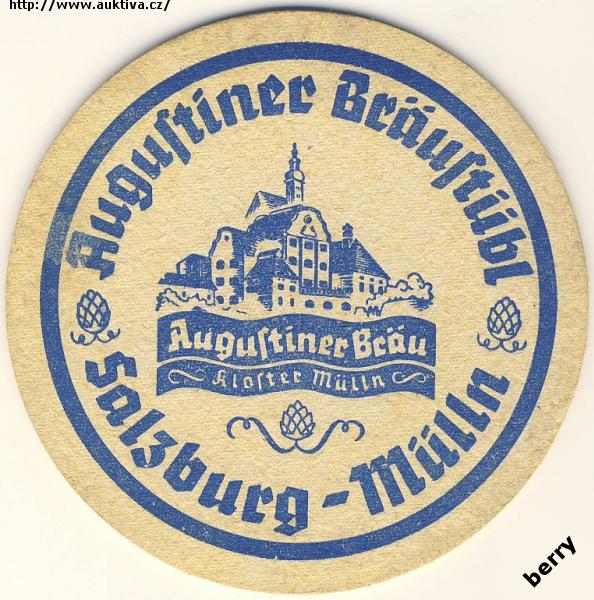 http://www.auktiva.cz/
Auguſtiner Bräuſtübl
Auguſtiner Bräu
Kloſter Mülln
Salzburg - Mülln
berry